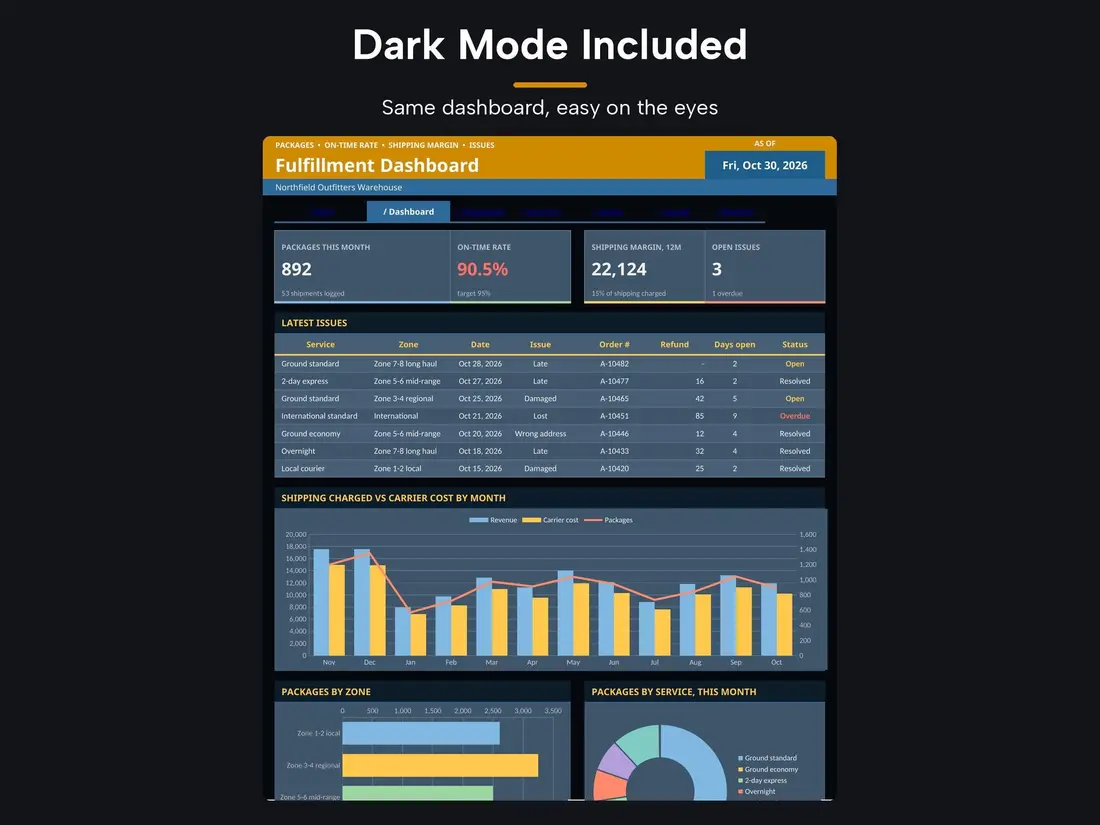 Dark Mode Included
Same dashboard, easy on the eyes
PACKAGES • ON-TIME RATE • SHIPPING MARGIN • ISSUES
AS OF
Fulfillment Dashboard
Fri, Oct 30, 2026
Northfield Outfitters Warehouse
/ Dashboard
PACKAGES THIS MONTH
892
53 shipments logged
ON-TIME RATE
90.5%
target 95%
SHIPPING MARGIN, 12M
22,124
15% of shipping charged
OPEN ISSUES
3
1 overdue
LATEST ISSUES
Service Zone Date Issue Order # Refund Days open Status
Ground standard Zone 7-8 long haul Oct 28, 2026 Late A-10482 - 2 Open
2-day express Zone 5-6 mid-range Oct 27, 2026 Late A-10477 16 2 Resolved
Ground standard Zone 3-4 regional Oct 25, 2026 Damaged A-10465 42 5 Open
International standard International Oct 21, 2026 Lost A-10451 85 9 Overdue
Ground economy Zone 5-6 mid-range Oct 20, 2026 Wrong address A-10446 12 4 Resolved
Overnight Zone 7-8 long haul Oct 18, 2026 Late A-10433 32 4 Resolved
Local courier Zone 1-2 local Oct 15, 2026 Damaged A-10420 25 2 Resolved
SHIPPING CHARGED VS CARRIER COST BY MONTH
Revenue Carrier cost Packages
20,000 1,600
18,000 1,400
16,000 1,200
14,000 1,000
12,000 800
10,000 600
8,000 400
6,000 200
4,000 0
2,000
0
Nov Dec Jan Feb Mar Apr May Jun Jul Aug Sep Oct
PACKAGES BY ZONE
0 500 1,000 1,500 2,000 2,500 3,000 3,500
Zone 1-2 local
Zone 3-4 regional
Zone 5-6 mid-range
PACKAGES BY SERVICE, THIS MONTH
Ground standard
Ground economy
2-day express
Overnight